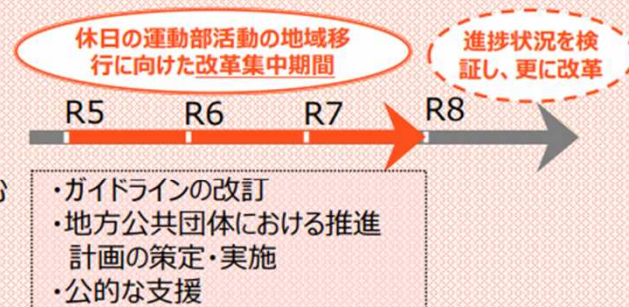 休日の運動部活動の地域移
行に向けた改革集中期間
進捗状況を検
証し、更に改革
R5 R6 R7 R8
む
・ガイドラインの改訂
・地方公共団体における推進
計画の策定・実施
・公的な支援